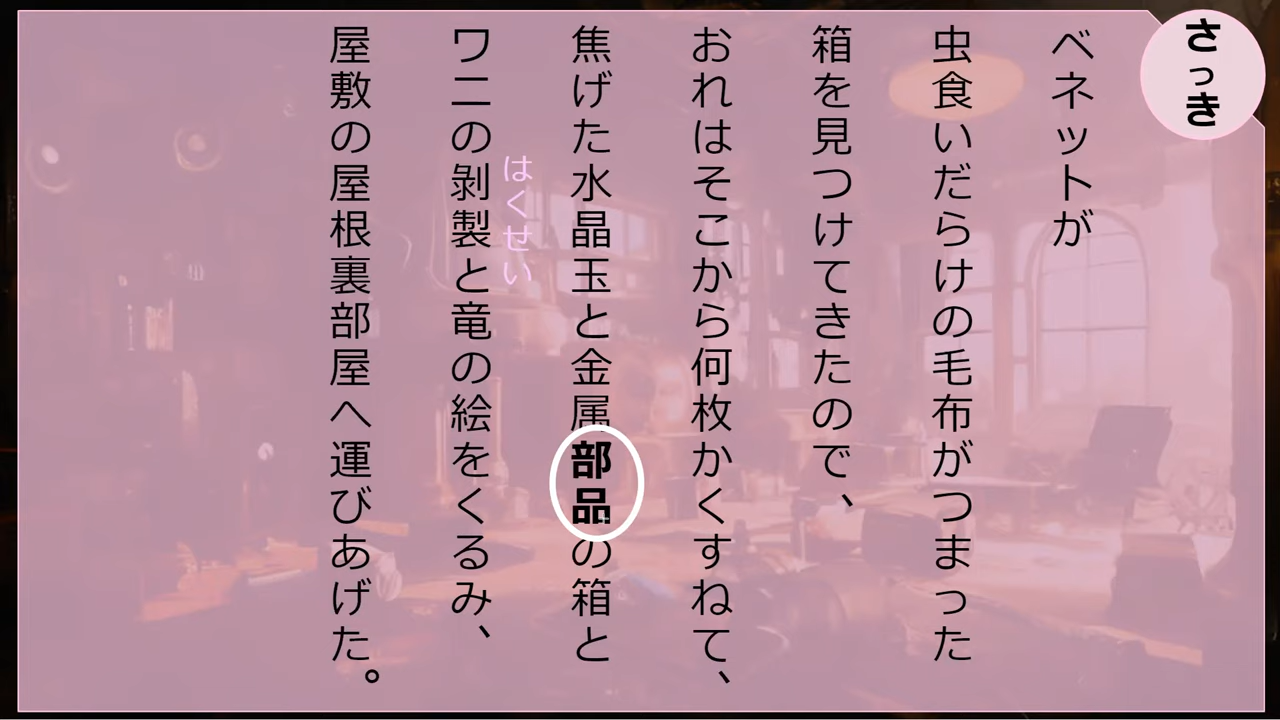 さっき
ベネットが
虫食いだらけの毛布がつまった
箱を見つけてきたので、
おれはそこから何枚かくすねて、
焦げた水晶玉と金属部品の箱と
ワニの剝製と竜の絵をくるみ、
はくせい
屋敷の屋根裏部屋へ運びあげた。